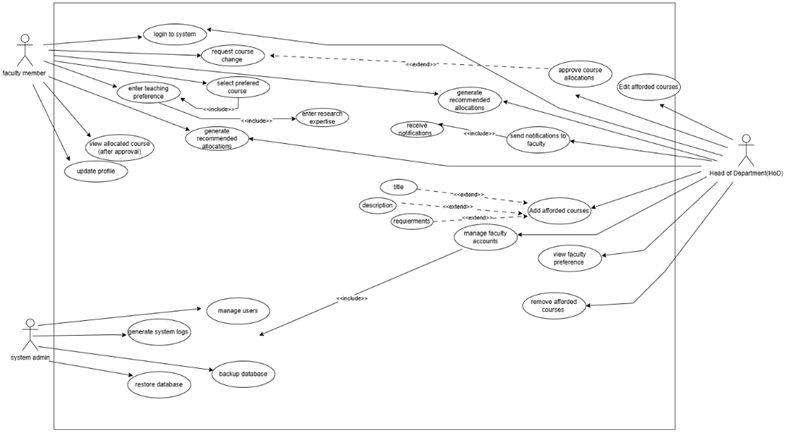 login to system
request course
change
<<extend>>
approve course
allocations
faculty member
enter teaching
preference
select prefered
course
<<include>>
generate
recommended
allocations
Edit afforded courses
<<include>>
enter research
expertise
receive
notifications
<<include>>
send notifications to
faculty
generate
recommended
allocations
view allocated course
(after approval)
update profile
Head of Department(HoD)
title
<<extend>>
description
<<extend>>
requierments
<<extend>>
Add afforded courses
manage faculty
accounts
view faculty
preference
<<include>>
remove afforded
courses
manage users
generate system logs
system admin
backup database
restore database